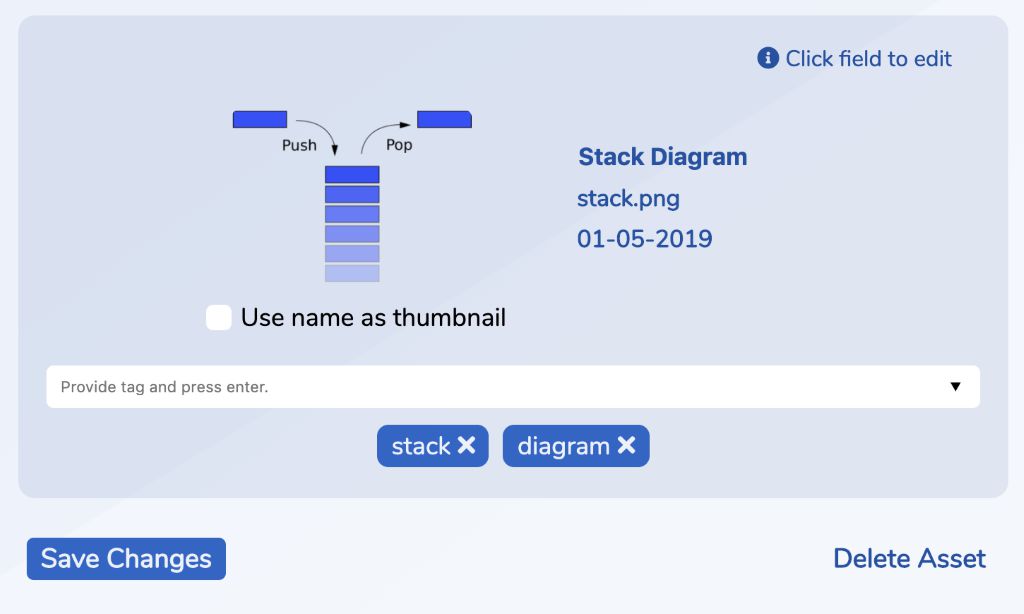 Click field to edit
Push
Pop
Stack Diagram
stack.png
01-05-2019
Use name as thumbnail
Provide tag and press enter.
stack
diagram
Save Changes
Delete Asset